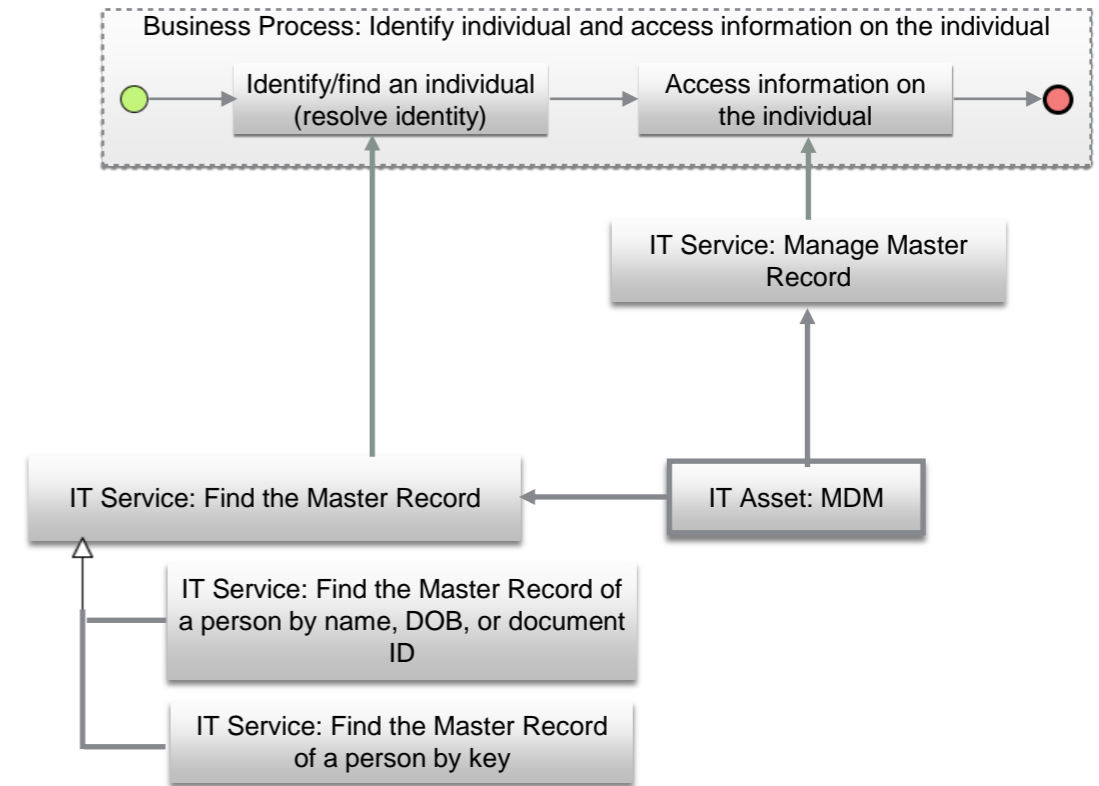 Business Process: Identify individual and access information on the individual
Identify/find an individual
(resolve identity)
Access information on
the individual
IT Service: Manage Master
Record
IT Service: Find the Master Record
IT Asset: MDM
IT Service: Find the Master Record of
a person by name, DOB, or document
ID
IT Service: Find the Master Record
of a person by key